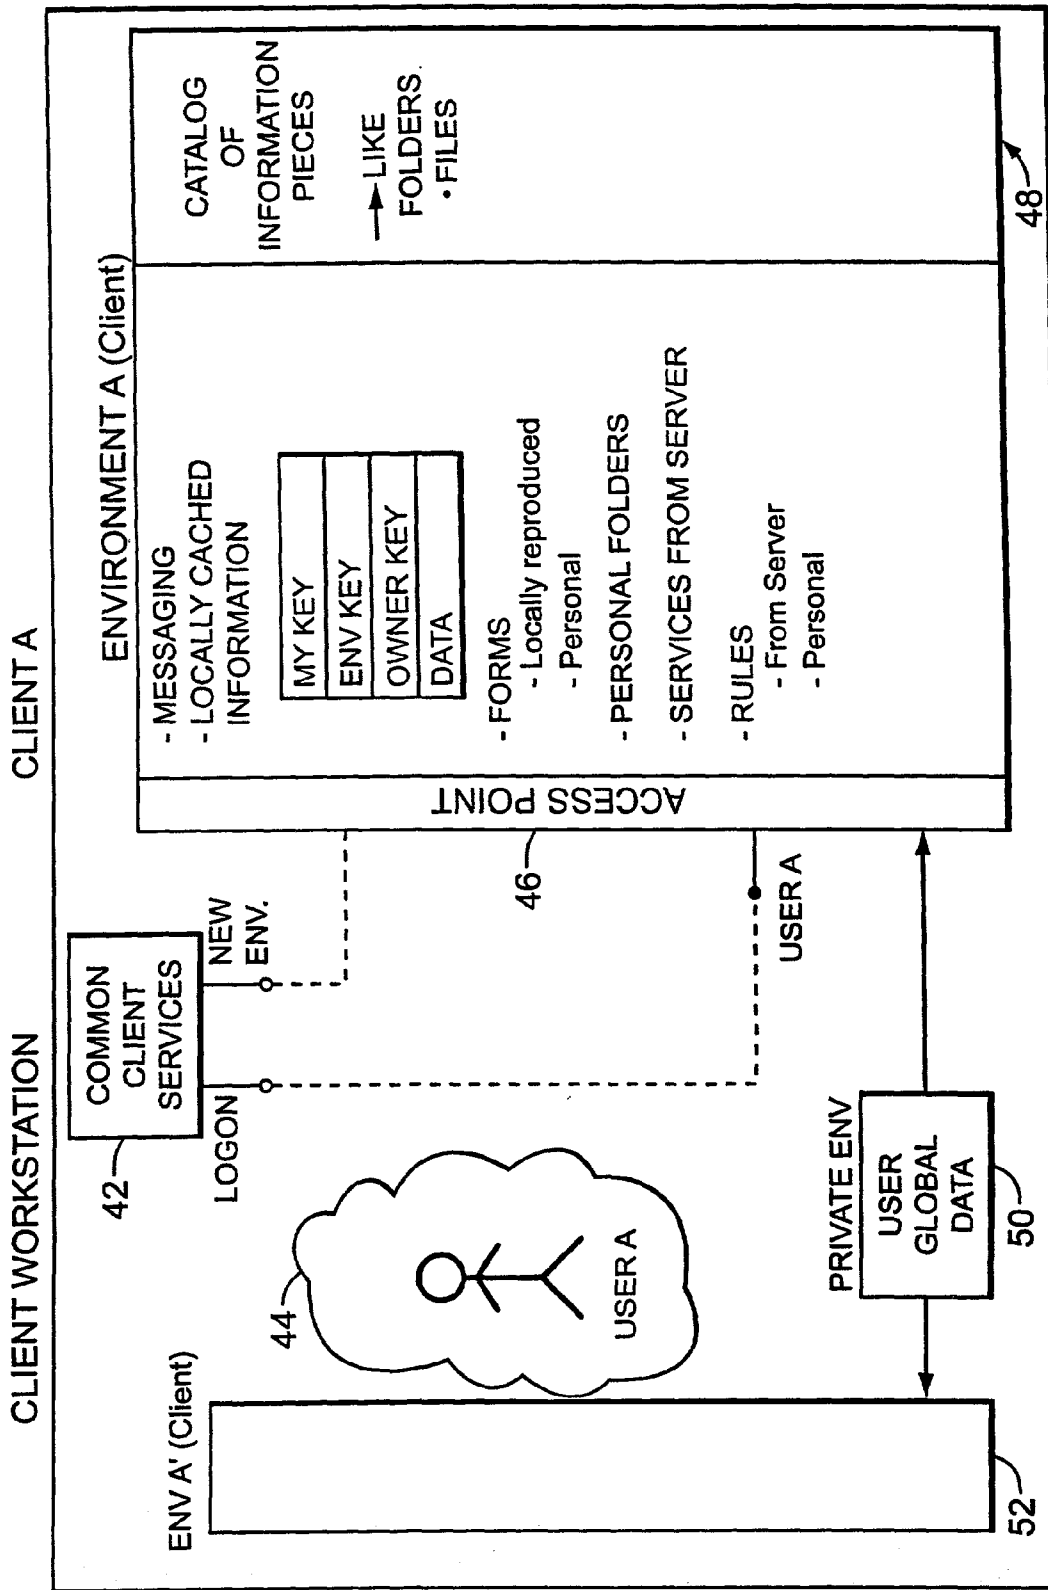 CLIENT WORKSTATION
CLIENT A
ENV A' (Client)
52
44
USER A
42
COMMON
CLIENT
SERVICES
LOGON
NEW
ENV.
PRIVATE ENV
USER
GLOBAL
DATA
50
46
USER A
ACCESS POINT
ENVIRONMENT A (Client)
- MESSAGING
- LOCALLY CACHED
INFORMATION
MY KEY
ENV KEY
OWNER KEY
DATA
- FORMS
- Locally reproduced
- Personal
- PERSONAL FOLDERS
- SERVICES FROM SERVER
- RULES
- From Server
- Personal
CATALOG
OF
INFORMATION
PIECES
LIKE
FOLDERS.
• FILES
48